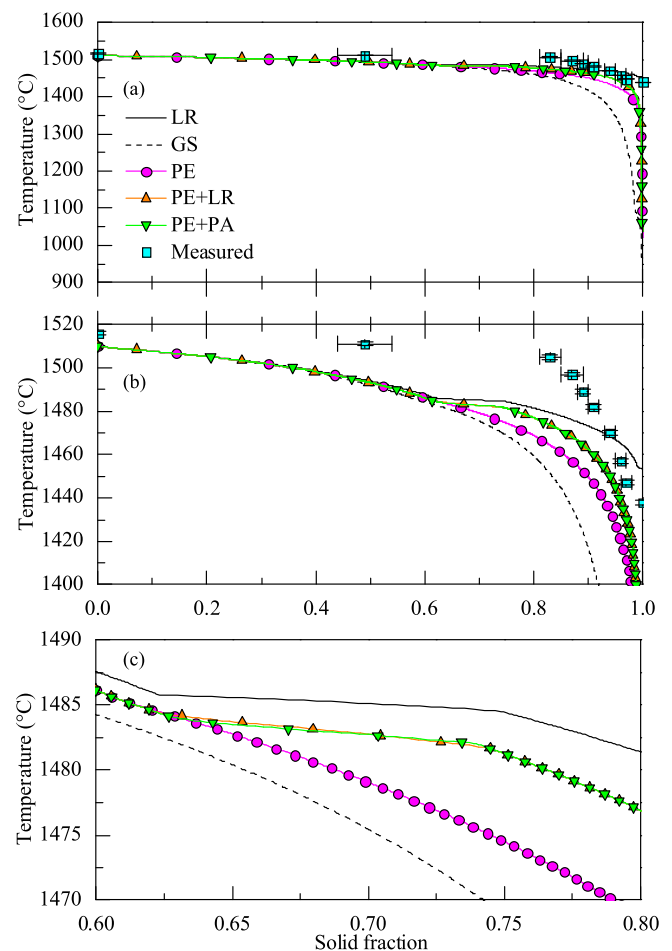 1600
1500
1400
1300
1200
1100
1000
900
Temperature (°C)
(a)
LR
GS
PE
PE+LR
PE+PA
Measured
1520
1500
1480
1460
1440
1420
1400
Temperature (°C)
(b)
0.0 0.2 0.4 0.6 0.8 1.0
1490
1485
1480
1475
1470
Temperature (°C)
(c)
0.60 0.65 0.70 0.75 0.80
Solid fraction